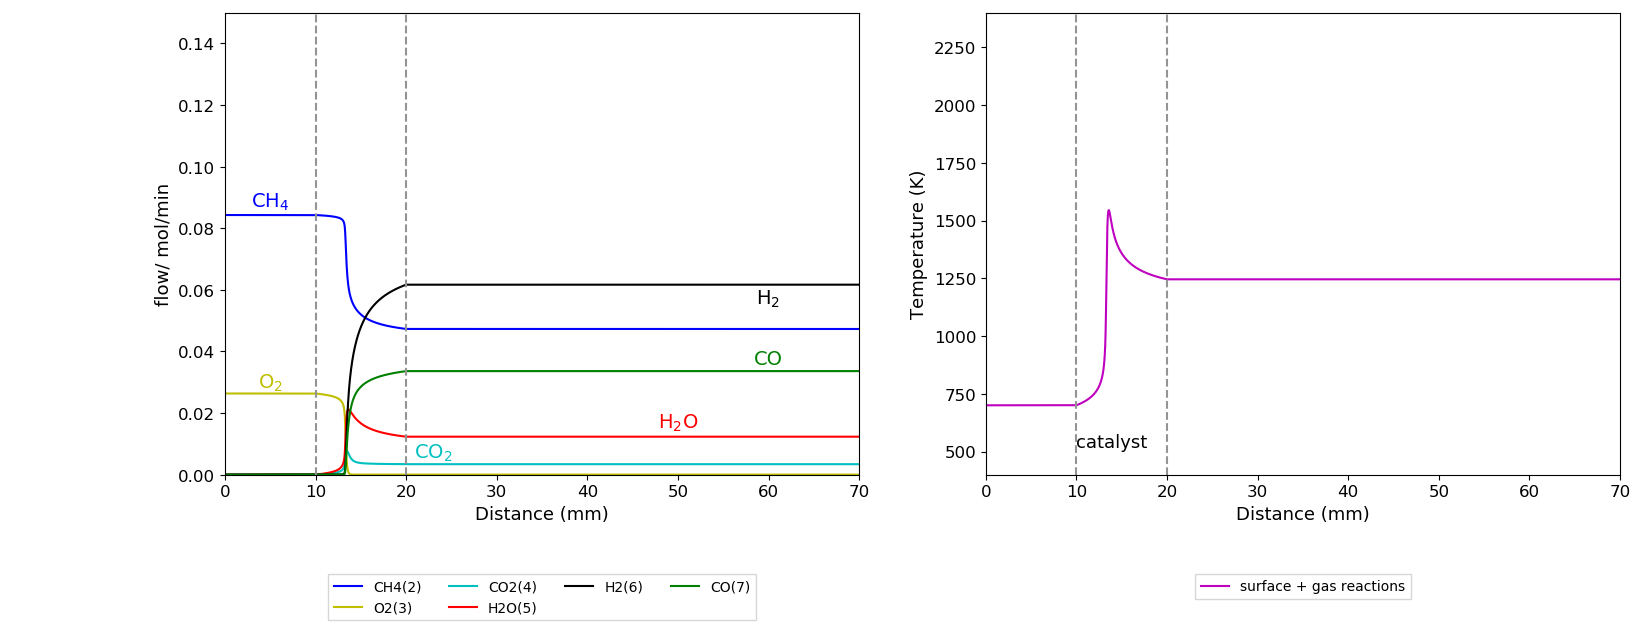 0.14
0.12
0.10
0.08
0.06
0.04
0.02
0.00
flow/ mol/min
CH4
O2
H2
CO
H2O
CO2
0 10 20 30 40 50 60 70
Distance (mm)
CH4(2) CO2(4) H2(6) CO(7)
O2(3) H2O(5)
2250
2000
1750
1500
1250
1000
750
500
Temperature (K)
catalyst
0 10 20 30 40 50 60 70
Distance (mm)
surface + gas reactions